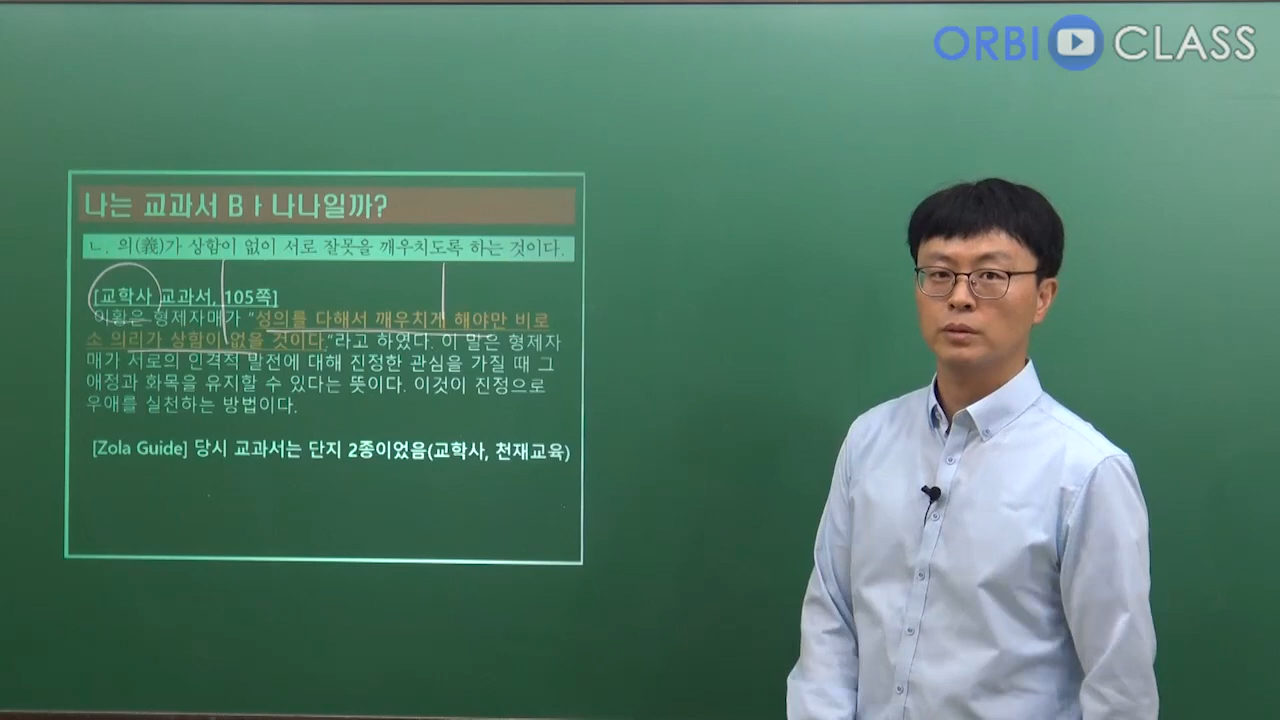 ORBI CLASS
나는 교과서 Bㅏ나나일까?
ㄴ. 의(義)가 상함이 없이 서로 잘못을 깨우치도록 하는 것이다.
[교학사 교과서, 105쪽]
이황은 형제자매가 “성의를 다해서 깨우치게 해야만 비로
소 의리가 상함이 없을 것이다.”라고 하였다. 이 말은 형제자
매가 서로의 인격적 발전에 대해 진정한 관심을 가질 때 그
애정과 화목을 유지할 수 있다는 뜻이다. 이것이 진정으로
우애를 실천하는 방법이다.
[Zola Guide] 당시 교과서는 단지 2종이었음(교학사, 천재교육)